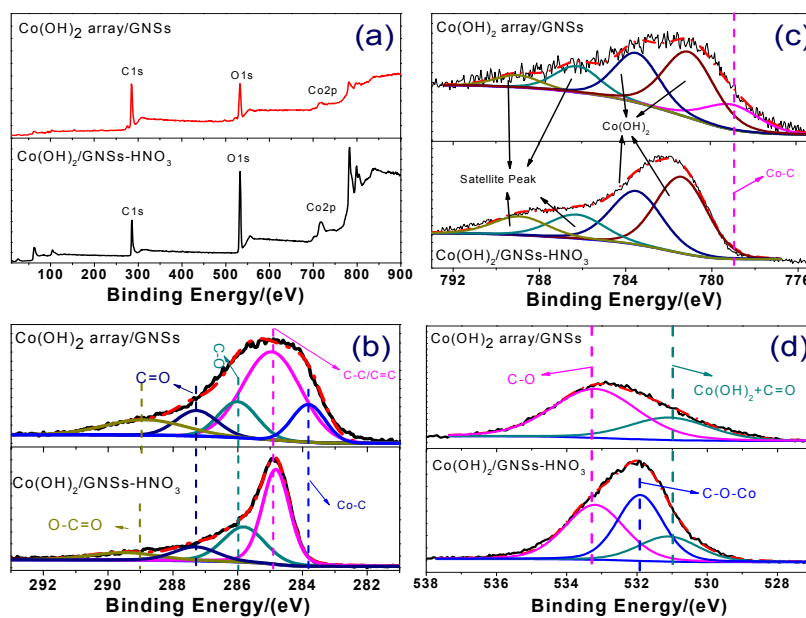 Co(OH)₂ array/GNSs
(a)
C1s
O1s
Co2p
Co(OH)₂/GNSs-HNO₃
O1s
C1s
Co2p
100 200 300 400 500 600 700 800 900
Binding Energy/(eV)
Co(OH)₂ array/GNSs
(c)
Co(OH)₂
Satellite Peak
Co-C
Co(OH)₂/GNSs-HNO₃
792 788 784 780 776
Binding Energy/(eV)
Co(OH)₂ array/GNSs
(b)
C=O
C-O
C-C/C=C
Co(OH)₂/GNSs-HNO₃
Co-C
O-C=O
292 290 288 286 284 282
Binding Energy/(eV)
Co(OH)₂ array/GNSs
(d)
C-O
Co(OH)₂+C=O
Co(OH)₂/GNSs-HNO₃
C-O-Co
538 536 534 532 530 528
Binding Energy/(eV)